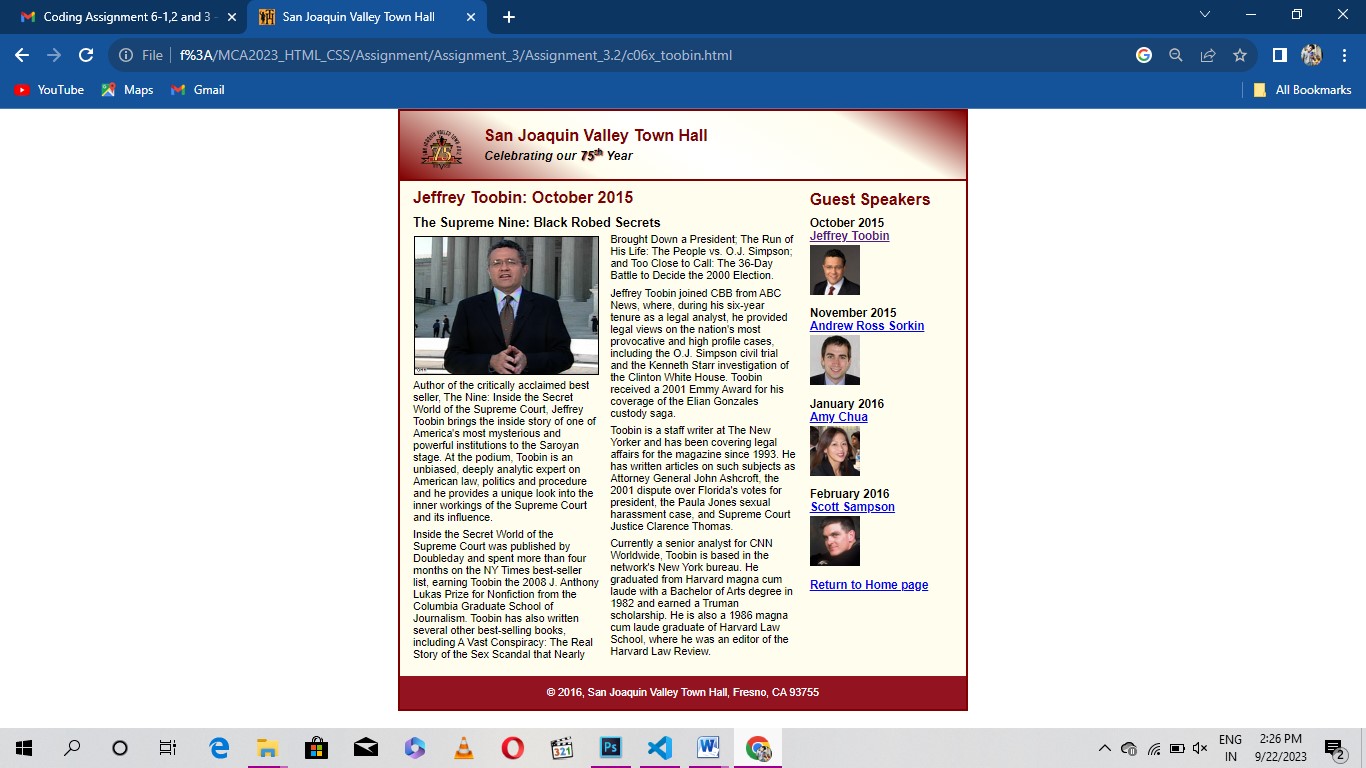 Coding Assignment 6-1,2 and 3 -
San Joaquin Valley Town Hall
File
f%3A/MCA2023_HTML_CSS/Assignment/Assignment_3/Assignment_3.2/c06x_toobin.html
YouTube
Maps
Gmail
All Bookmarks
San Joaquin Valley Town Hall
Celebrating our 75th Year
Jeffrey Toobin: October 2015
The Supreme Nine: Black Robed Secrets
Author of the critically acclaimed best
seller, The Nine: Inside the Secret
World of the Supreme Court, Jeffrey
Toobin brings the inside story of one of
America's most mysterious and
powerful institutions to the Saroyan
stage. At the podium, Toobin is an
unbiased, deeply analytic expert on
American law, politics and procedure
and he provides a unique look into the
inner workings of the Supreme Court
and its influence.
Inside the Secret World of the
Supreme Court was published by
Doubleday and spent more than four
months on the NY Times best-seller
list, earning Toobin the 2008 J. Anthony
Lukas Prize for Nonfiction from the
Columbia Graduate School of
Journalism. Toobin has also written
several other best-selling books,
including A Vast Conspiracy: The Real
Story of the Sex Scandal that Nearly
Brought Down a President; The Run of
His Life: The People vs. O.J. Simpson;
and Too Close to Call: The 36-Day
Battle to Decide the 2000 Election.
Jeffrey Toobin joined CBB from ABC
News, where, during his six-year
tenure as a legal analyst, he provided
legal views on the nation's most
provocative and high profile cases,
including the O.J. Simpson civil trial
and the Kenneth Starr investigation of
the Clinton White House. Toobin
received a 2001 Emmy Award for his
coverage of the Elian Gonzales
custody saga.
Toobin is a staff writer at The New
Yorker and has been covering legal
affairs for the magazine since 1993. He
has written articles on such subjects as
Attorney General John Ashcroft, the
2001 dispute over Florida's votes for
president, the Paula Jones sexual
harassment case, and Supreme Court
Justice Clarence Thomas.
Currently a senior analyst for CNN
Worldwide, Toobin is based in the
network's New York bureau. He
graduated from Harvard magna cum
laude with a Bachelor of Arts degree in
1982 and earned a Truman
scholarship. He is also a 1986 magna
cum laude graduate of Harvard Law
School, where he was an editor of the
Harvard Law Review.
Guest Speakers
October 2015
Jeffrey Toobin
November 2015
Andrew Ross Sorkin
January 2016
Amy Chua
February 2016
Scott Sampson
Return to Home page
© 2016, San Joaquin Valley Town Hall, Fresno, CA 93755
321
Ps
ENG
IN
2:26 PM
9/22/2023
2